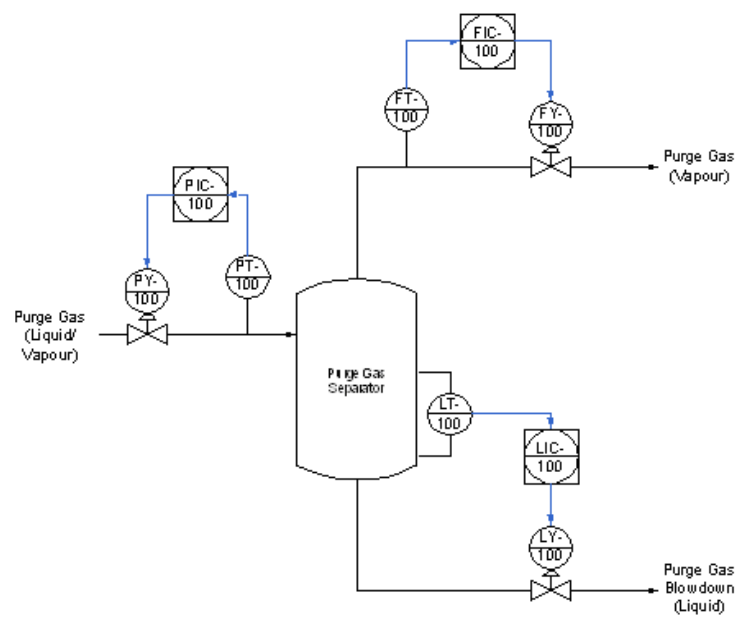 FIC-
100
FT-
100
FY-
100
Purge Gas
(Vapour)
PIC-
100
PY-
100
PT-
100
Purge Gas
(Liquid/
Vapour)
Purge Gas
Separator
LT-
100
LIC-
100
LY-
100
Purge Gas
Blowdown
(Liquid)